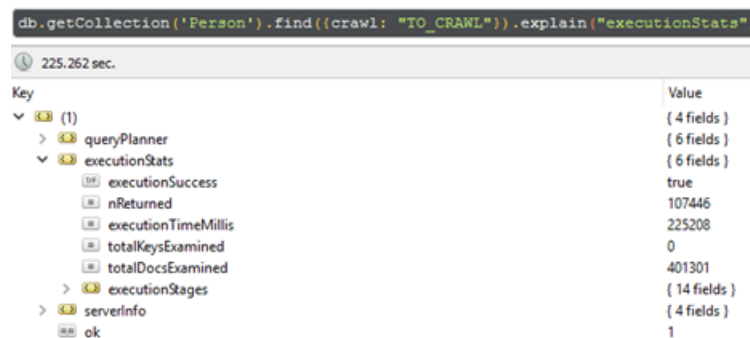 db.getCollection('Person').find({crawl: "TO_CRAWL"}).explain("executionStats"
225.262 sec.
Key Value
(1) { 4 fields }
queryPlanner { 6 fields }
executionStats { 6 fields }
executionSuccess true
nReturned 107446
executionTimeMillis 225208
totalKeysExamined 0
totalDocsExamined 401301
executionStages { 14 fields }
serverInfo { 4 fields }
ok 1